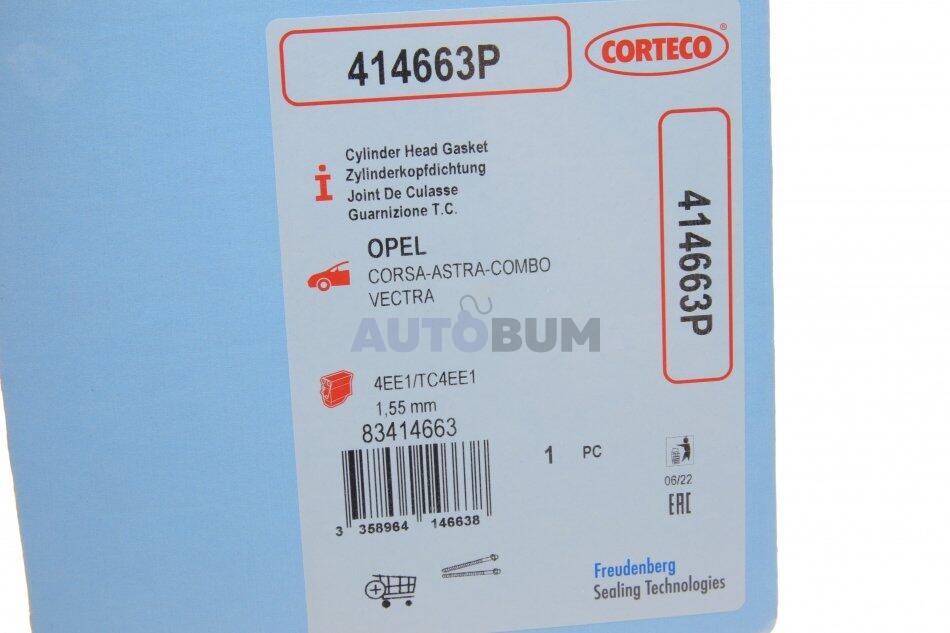 414663P
CORTECO®
Cylinder Head Gasket
Zylinderkopfdichtung
Joint De Culasse
Guarnizione T.C.
414663P
OPEL
CORSA-ASTRA-COMBO
VECTRA
AUTOBUM
4EE1/TC4EE1
1,55 mm
83414663
1 PC
3 358964 146638
06/22
EAC
Freudenberg
Sealing Technologies